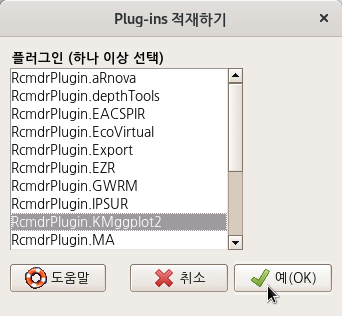 Plug-ins 적재하기
플러그인 (하나 이상 선택)
RcmdrPlugin.aRnova
RcmdrPlugin.depthTools
RcmdrPlugin.EACSPIR
RcmdrPlugin.EcoVirtual
RcmdrPlugin.Export
RcmdrPlugin.EZR
RcmdrPlugin.GWRM
RcmdrPlugin.IPSUR
RcmdrPlugin.KMggplot2
RcmdrPlugin.MA
도움말 취소 예(OK)